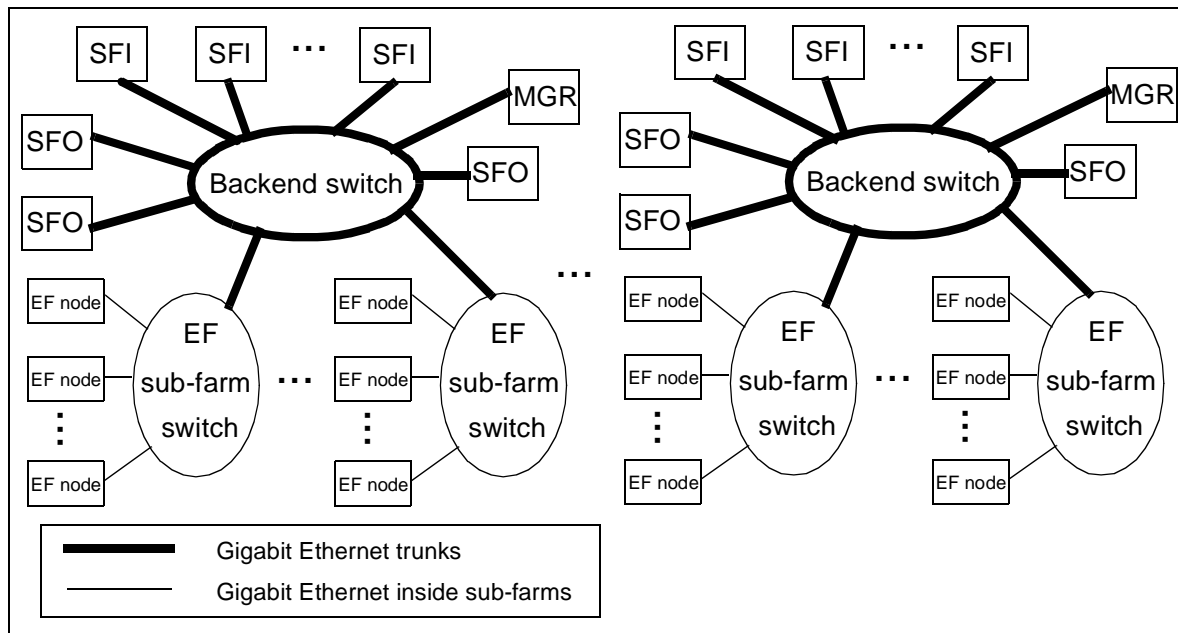 SFI SFI ... SFI
MGR
SFO
SFO
SFO
Backend switch
EF node
EF node
EF node
EF
sub-farm
switch
...
EF node
EF node
EF node
EF
sub-farm
switch
...
SFI SFI ... SFI
MGR
SFO
SFO
SFO
Backend switch
EF node
EF node
EF node
EF
sub-farm
switch
...
EF node
EF node
EF node
EF
sub-farm
switch
Gigabit Ethernet trunks
Gigabit Ethernet inside sub-farms